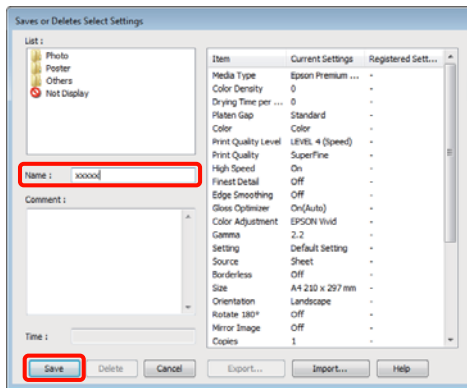 Saves or Deletes Select Settings
List :
Photo
Poster
Others
Not Display
Name : xxxxx
Comment :
Time :
Item Current Settings Registered Sett...
Media Type Epson Premium ... -
Color Density 0 -
Drying Time per ... 0 -
Platen Gap Standard -
Color Color -
Print Quality Level LEVEL 4 (Speed) -
Print Quality SuperFine -
High Speed On -
Finest Detail Off -
Edge Smoothing Off -
Gloss Optimizer On(Auto) -
Color Adjustment EPSON Vivid -
Gamma 2.2 -
Setting Default Setting -
Source Sheet -
Borderless Off -
Size A4 210 x 297 mm -
Orientation Landscape -
Rotate 180° Off -
Mirror Image Off -
Copies 1 -
Save Delete Cancel Export... Import... Help